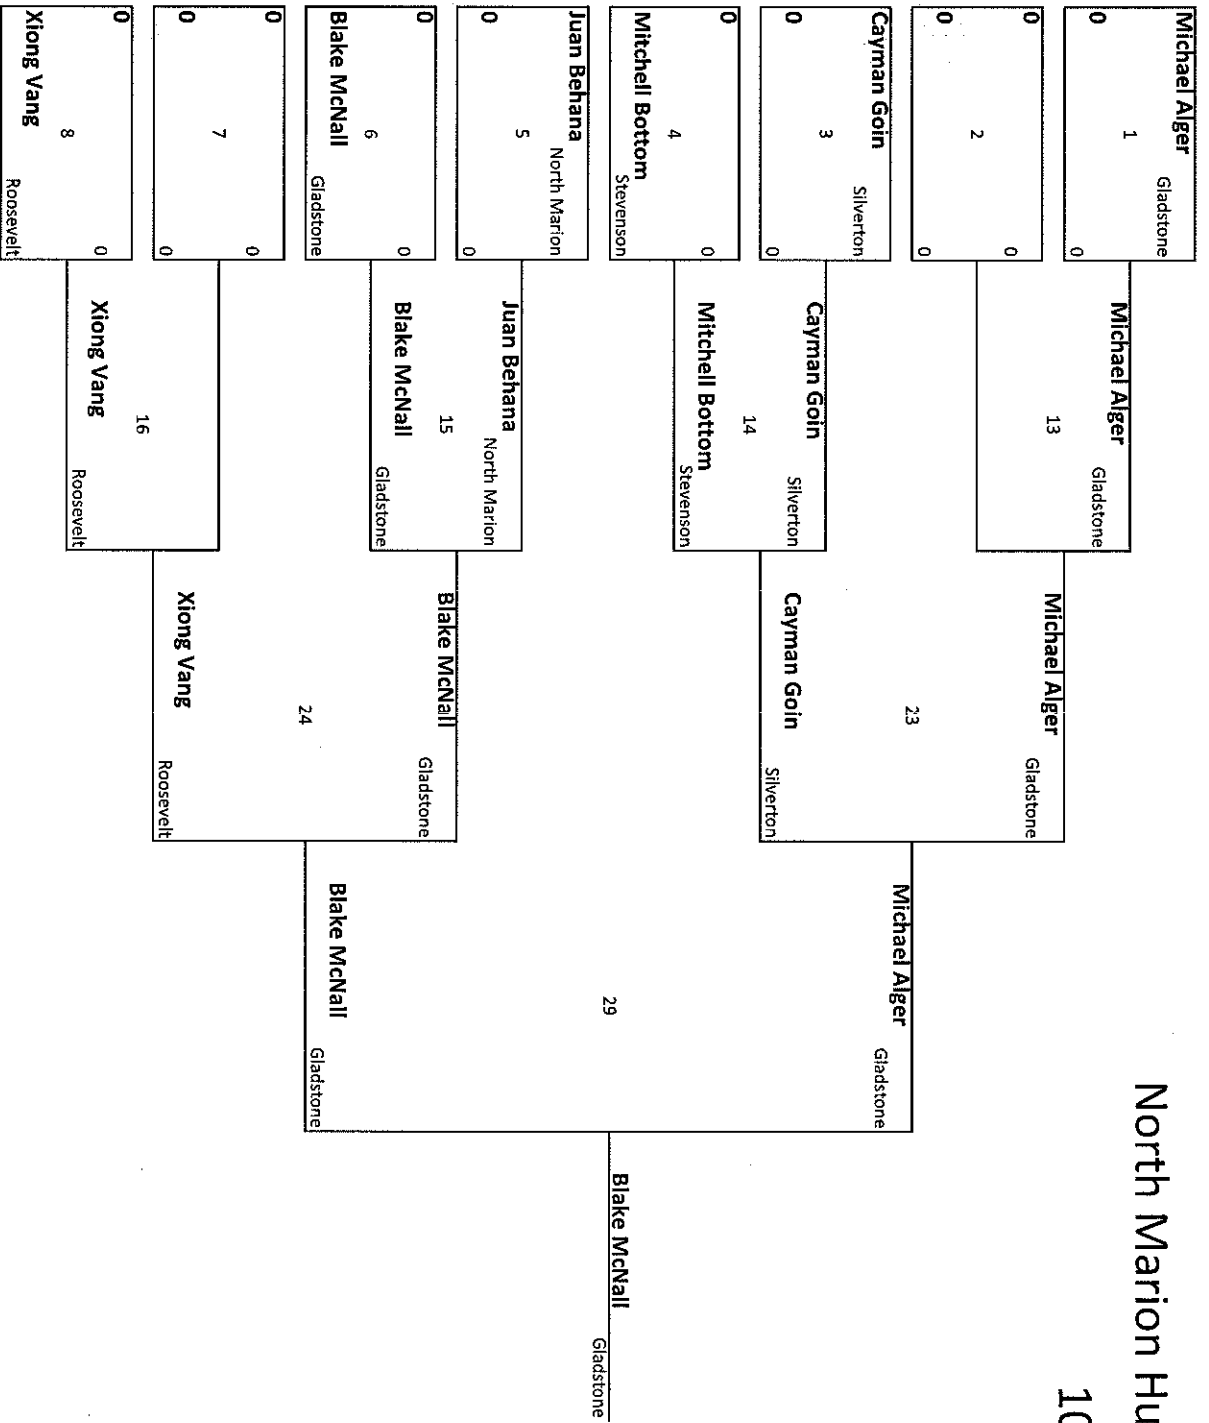 North Marion Hu
10
Michael Alger
Gladstone
1
0
0
0
0
2
0
0
Cayman Goin
Silverton
3
0
0
0
0
4
Mitchell Bottom
Stevenson
Juan Behana
North Marion
5
0
0
0
0
6
Blake McNall
Gladstone
0
0
7
0
0
0
0
8
Xiong Vang
Roosevelt
Michael Alger
Gladstone
13
Cayman Goin
Silverton
14
Mitchell Bottom
Stevenson
Juan Behana
North Marion
15
Blake McNall
Gladstone
16
Xiong Vang
Roosevelt
Michael Alger
Gladstone
23
Cayman Goin
Silverton
Blake McNall
Gladstone
24
Xiong Vang
Roosevelt
Michael Alger
Gladstone
29
Blake McNall
Gladstone
Blake McNall
Gladstone